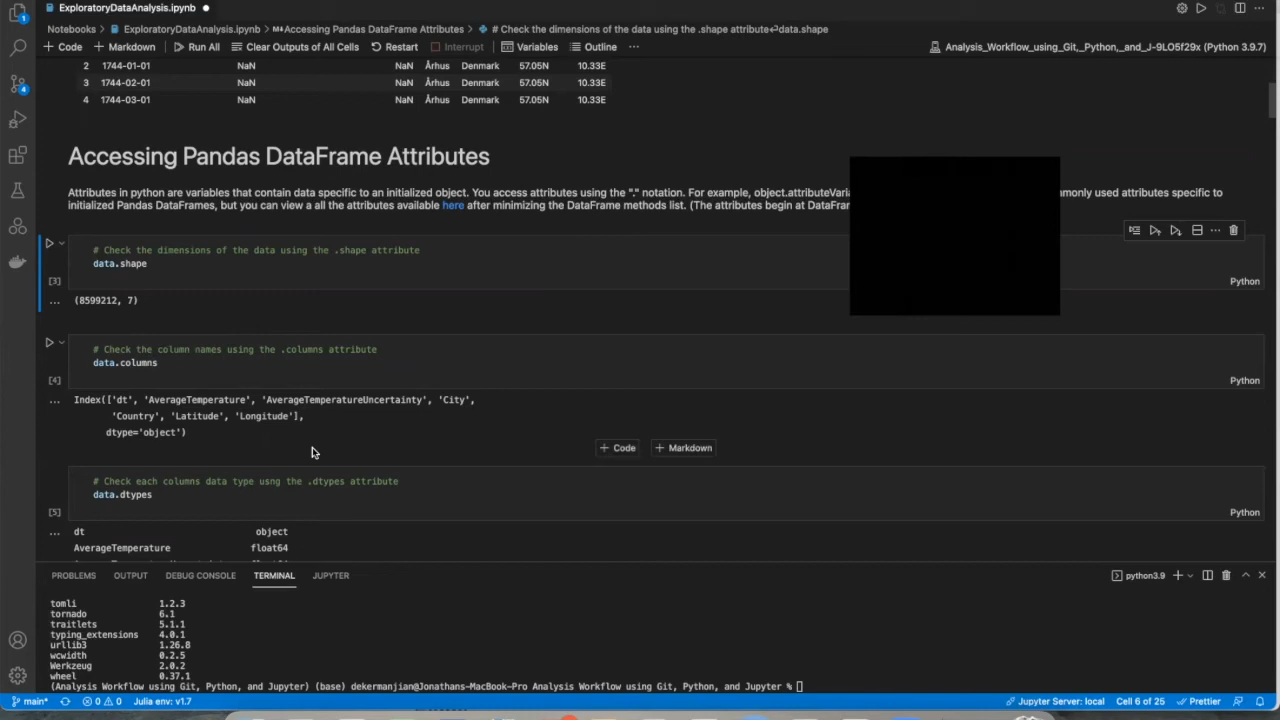 ExploratoryDataAnalysis.ipynb
Notebooks > ExploratoryDataAnalysis.ipynb > Accessing Pandas DataFrame Attributes > # Check the dimensions of the data using the .shape attribute↵data.shape
+ Code + Markdown Run All Clear Outputs of All Cells Restart Interrupt Variables Outline ... Analysis_Workflow_using_Git,_Python,_and_J-9LO5f29x (Python 3.9.7)
2 1744-01-01 NaN NaN Århus Denmark 57.05N 10.33E
3 1744-02-01 NaN NaN Århus Denmark 57.05N 10.33E
4 1744-03-01 NaN NaN Århus Denmark 57.05N 10.33E
Accessing Pandas DataFrame Attributes
Attributes in python are variables that contain data specific to an initialized object. You access attributes using the "." notation. For example, object.attributeVaria mmonly used attributes specific to
initialized Pandas DataFrames, but you can view a all the attributes available here after minimizing the DataFrame methods list. (The attributes begin at DataFram
# Check the dimensions of the data using the .shape attribute
data.shape
[3] Python
... (8599212, 7)
# Check the column names using the .columns attribute
data.columns
[4] Python
... Index(['dt', 'AverageTemperature', 'AverageTemperatureUncertainty', 'City',
'Country', 'Latitude', 'Longitude'],
dtype='object')
+ Code + Markdown
# Check each columns data type usng the .dtypes attribute
data.dtypes
[5] Python
... dt object
AverageTemperature float64
PROBLEMS OUTPUT DEBUG CONSOLE TERMINAL JUPYTER python3.9
tomli 1.2.3
tornado 6.1
traitlets 5.1.1
typing_extensions 4.0.1
urllib3 1.26.8
wcwidth 0.2.5
Werkzeug 2.0.2
wheel 0.37.1
(Analysis Workflow using Git, Python, and Jupyter) (base) dekermanjian@Jonathans-MacBook-Pro Analysis Workflow using Git, Python, and Jupyter %
main* 0 0 Julia env: v1.7 Jupyter Server: local Cell 6 of 25 Prettier